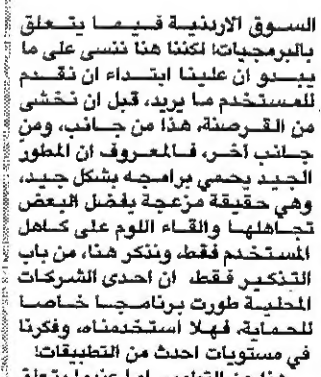 السوق الاردنية فيما يتعلق
بالبرمجيات! لكننا هنا ننسى على ما
يبدو ان علينا ابتداء ان نقدم
للمستخدم ما يريد، قبل ان نخشى
من القرصنة، هذا من جانب، ومن
جانب آخر، فالمعروف ان المطور
الجيد يحمي برامجه بشكل جيد،
وهي حقيقة مزعجة يفضل البعض
تجاهلها والقاء اللوم على كاهل
المستخدم فقط، ونذكر هنا، من باب
التذكير فقط، ان احدى الشركات
المحلية طورت برنامجا خاصا
للحماية، فهلا استخدمناه، وفكرنا
في مستويات احدث من التطبيقات!